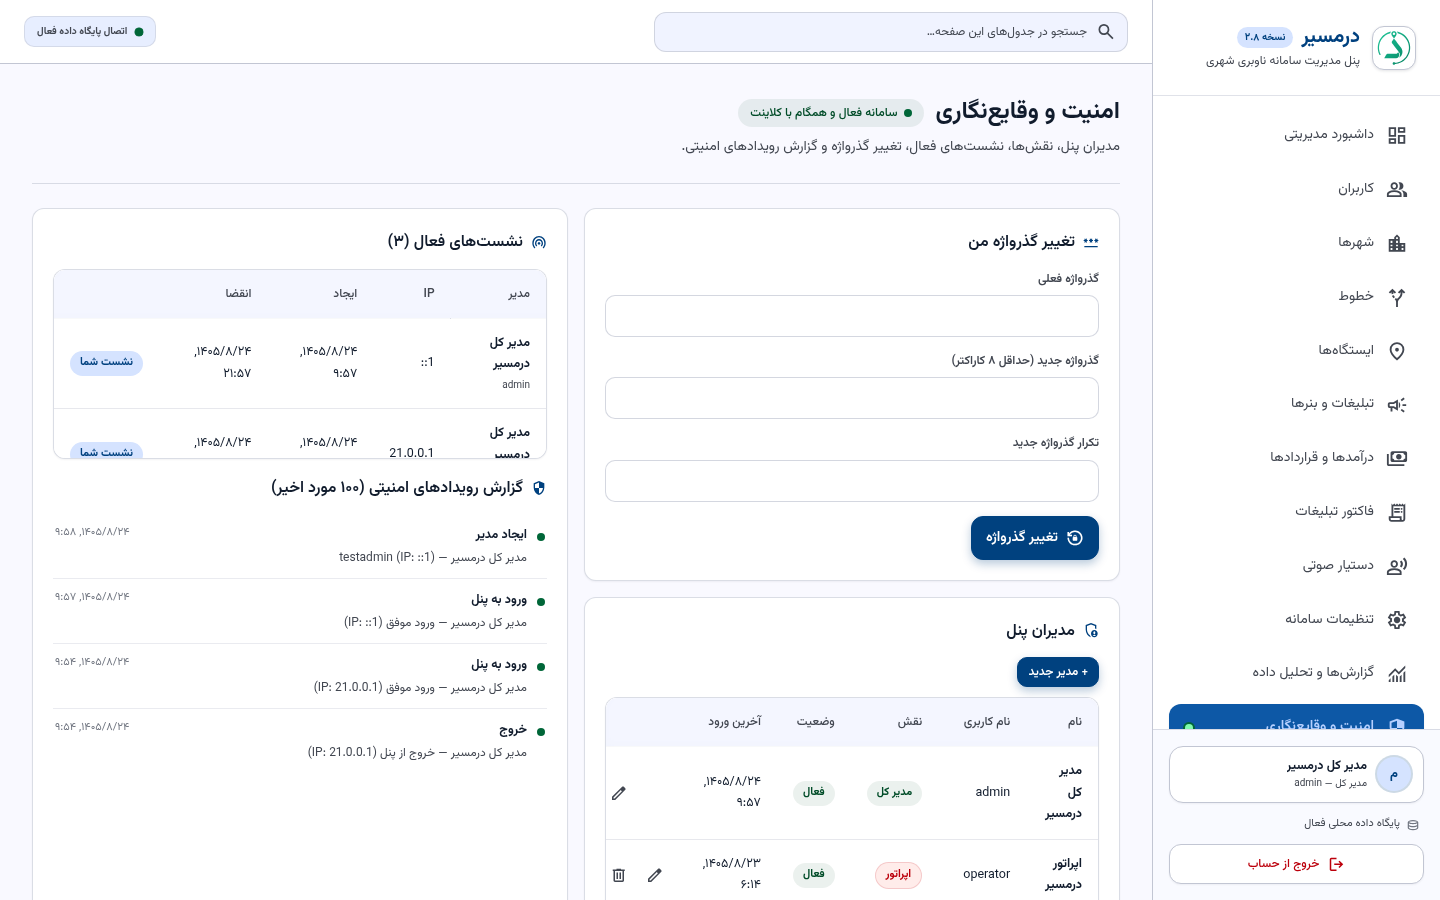 درمسیر
نسخه ۲.۸
پنل مدیریت سامانه ناوبری شهری
داشبورد مدیریتی
کاربران
شهرها
خطوط
ایستگاه‌ها
تبلیغات و بنرها
درآمدها و قراردادها
فاکتور تبلیغات
دستیار صوتی
تنظیمات سامانه
گزارش‌ها و تحلیل داده
امنیت و وقایع‌نگاری
مدیر کل درمسیر
مدیر کل — admin
پایگاه داده محلی فعال
خروج از حساب
جستجو در جدول‌های این صفحه...
اتصال پایگاه داده فعال
امنیت و وقایع‌نگاری
سامانه فعال و همگام با کلاینت
مدیران پنل، نقش‌ها، نشست‌های فعال، تغییر گذرواژه و گزارش رویدادهای امنیتی.
تغییر گذرواژه من
گذرواژه فعلی
گذرواژه جدید (حداقل ۸ کاراکتر)
تکرار گذرواژه جدید
تغییر گذرواژه
مدیران پنل
+ مدیر جدید
نام نام کاربری نقش وضعیت آخرین ورود
مدیر کل درمسیر admin مدیر کل فعال ۱۴۰۵/۸/۲۴, ۹:۵۷
اپراتور درمسیر operator اپراتور فعال ۱۴۰۵/۸/۲۳, ۶:۱۴
نشست‌های فعال (۳)
مدیر IP ایجاد انقضا
مدیر کل درمسیر admin ::1 ۱۴۰۵/۸/۲۴, ۹:۵۷ ۱۴۰۵/۸/۲۴, ۲۱:۵۷ نشست شما
مدیر کل درمسیر 21.0.0.1 ۱۴۰۵/۸/۲۴, ۱۴۰۵/۸/۲۴, نشست شما
گزارش رویدادهای امنیتی (۱۰۰ مورد اخیر)
ایجاد مدیر ۱۴۰۵/۸/۲۴, ۹:۵۸
مدیر کل درمسیر — testadmin (IP: ::1)
ورود به پنل ۱۴۰۵/۸/۲۴, ۹:۵۷
مدیر کل درمسیر — ورود موفق (IP: ::1)
ورود به پنل ۱۴۰۵/۸/۲۴, ۹:۵۴
مدیر کل درمسیر — ورود موفق (IP: 21.0.0.1)
خروج ۱۴۰۵/۸/۲۴, ۹:۵۴
مدیر کل درمسیر — خروج از پنل (IP: 21.0.0.1)